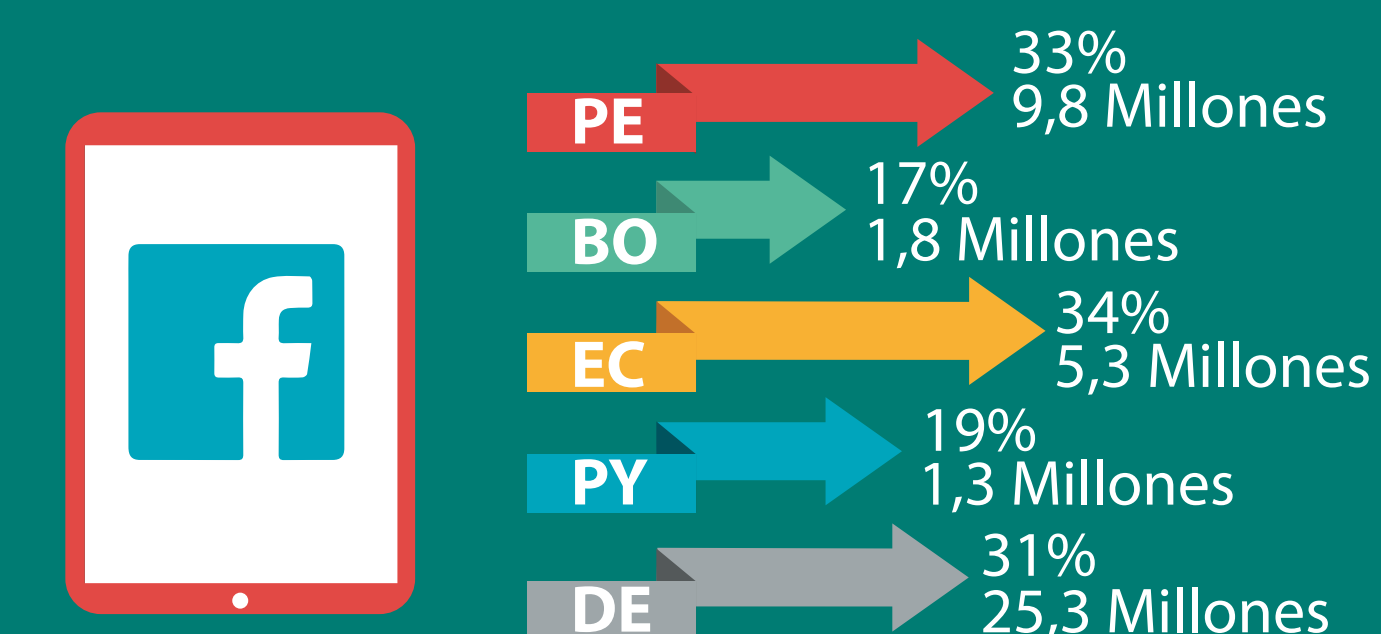 PE
33%
9,8 Millones
BO
17%
1,8 Millones
EC
34%
5,3 Millones
PY
19%
1,3 Millones
DE
31%
25,3 Millones